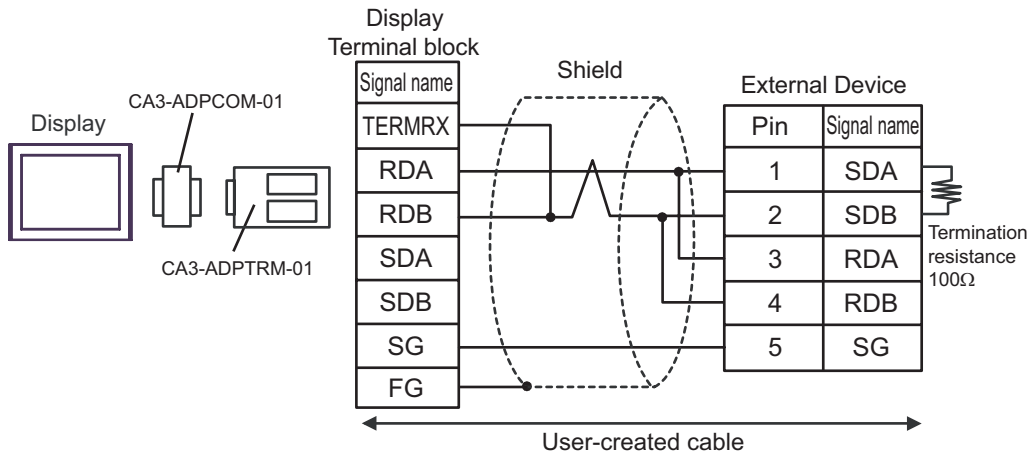 Display
Terminal block
Signal name
TERMRX
RDA
RDB
SDA
SDB
SG
FG
Shield
External Device
Pin
Signal name
1
SDA
2
SDB
3
RDA
4
RDB
5
SG
Termination
resistance
100Ω
Display
CA3-ADPCOM-01
CA3-ADPTRM-01
User-created cable